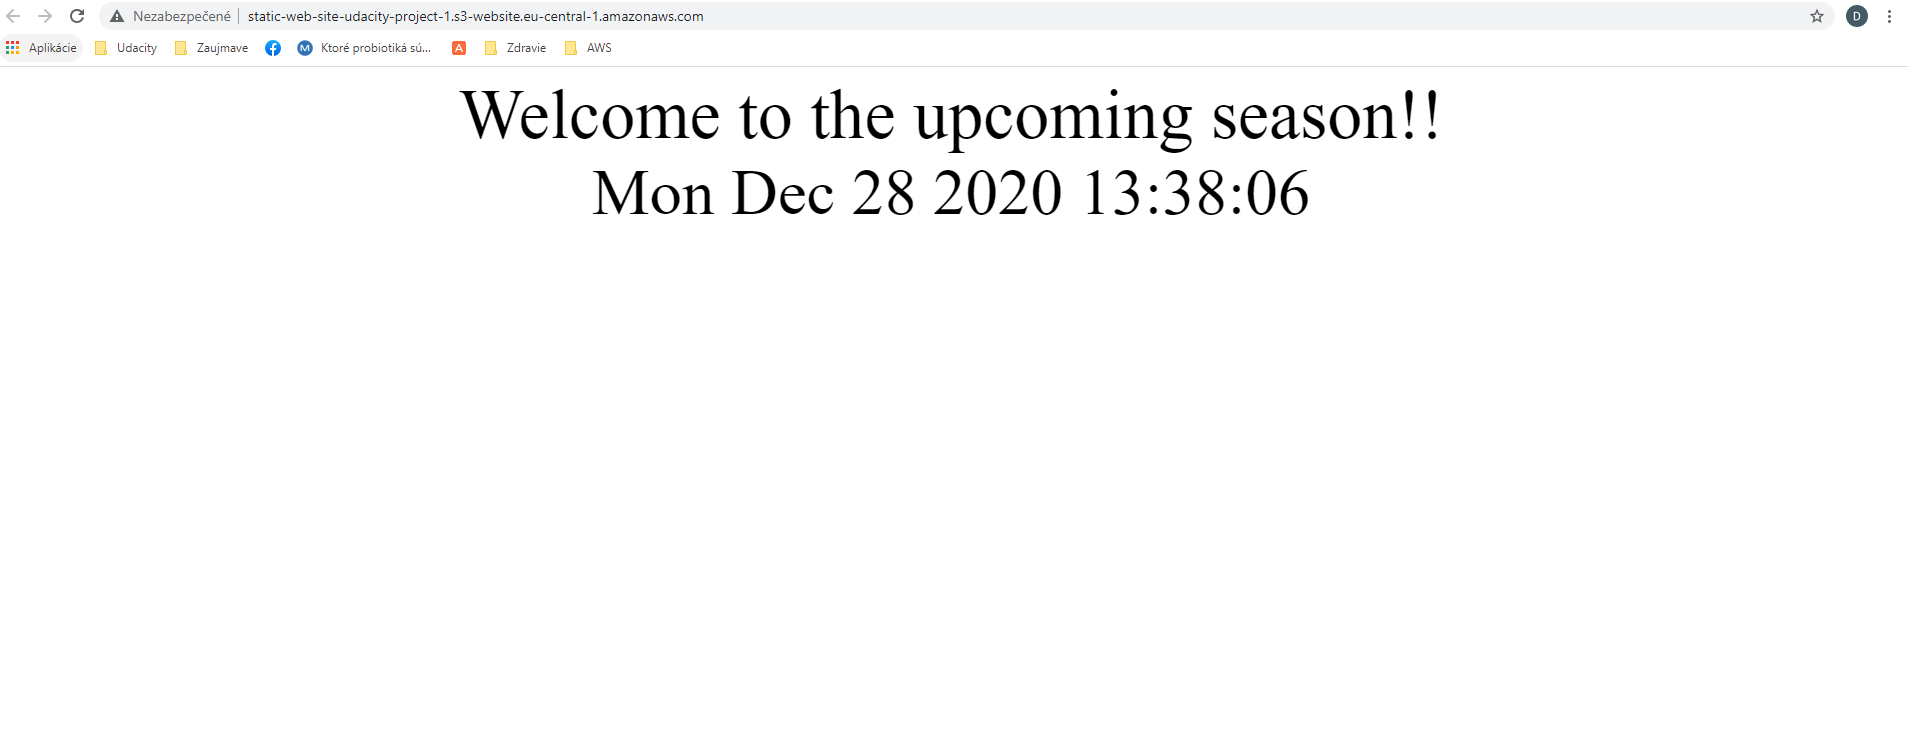 Nezabezpečené static-web-site-udacity-project-1.s3-website.eu-central-1.amazonaws.com D
Aplikácie Udacity Zaujmave M Ktoré probiotiká sú... A Zdravie AWS
Welcome to the upcoming season!!
Mon Dec 28 2020 13:38:06